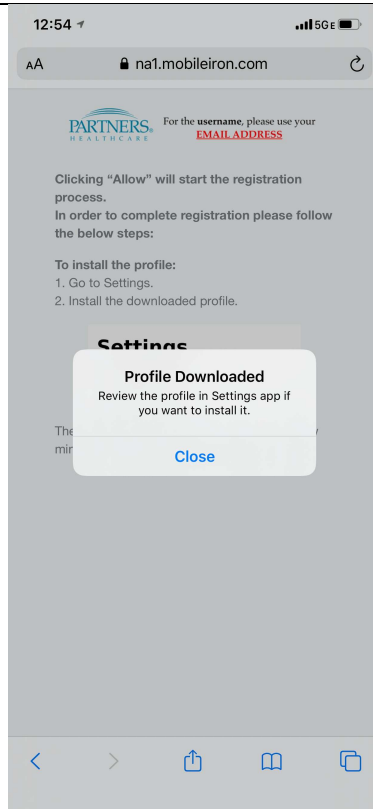 12:54
5G E
AA
na1.mobileiron.com
PARTNERS®
HEALTHCARE
For the username, please use your
EMAIL ADDRESS
Clicking “Allow” will start the registration
process.
In order to complete registration please follow
the below steps:
To install the profile:
1. Go to Settings.
2. Install the downloaded profile.
Settings
Profile Downloaded
Review the profile in Settings app if
you want to install it.
Close